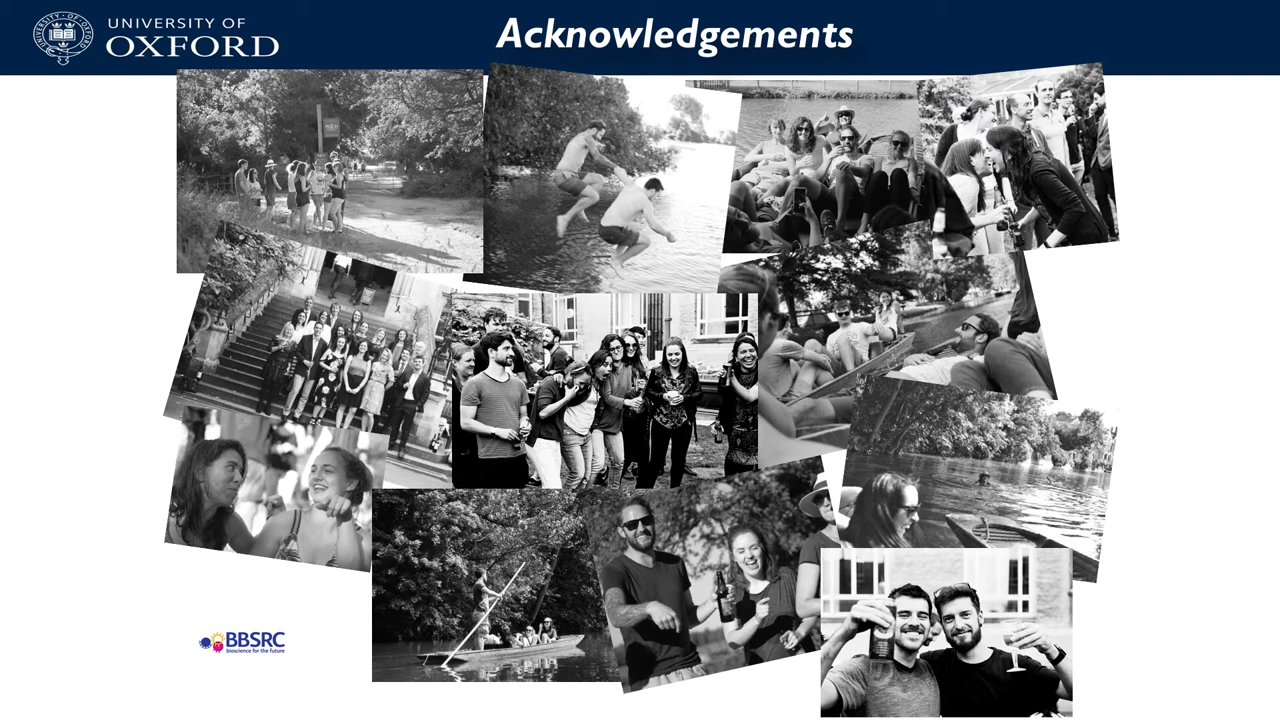 UNIVERSITY OF
OXFORD
Acknowledgements
BBSRC
bioscience for the future